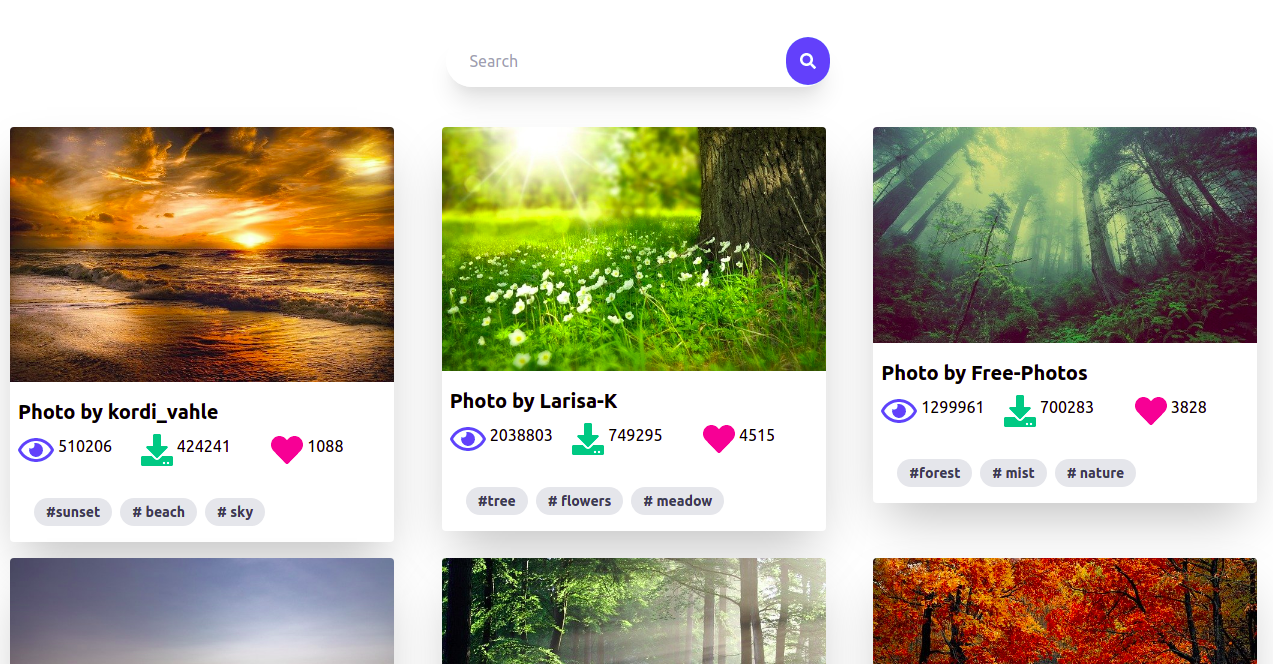 Search
Photo by kordi_vahle
510206 424241 1088
#sunset # beach # sky
Photo by Larisa-K
2038803 749295 4515
#tree # flowers # meadow
Photo by Free-Photos
1299961 700283 3828
#forest # mist # nature